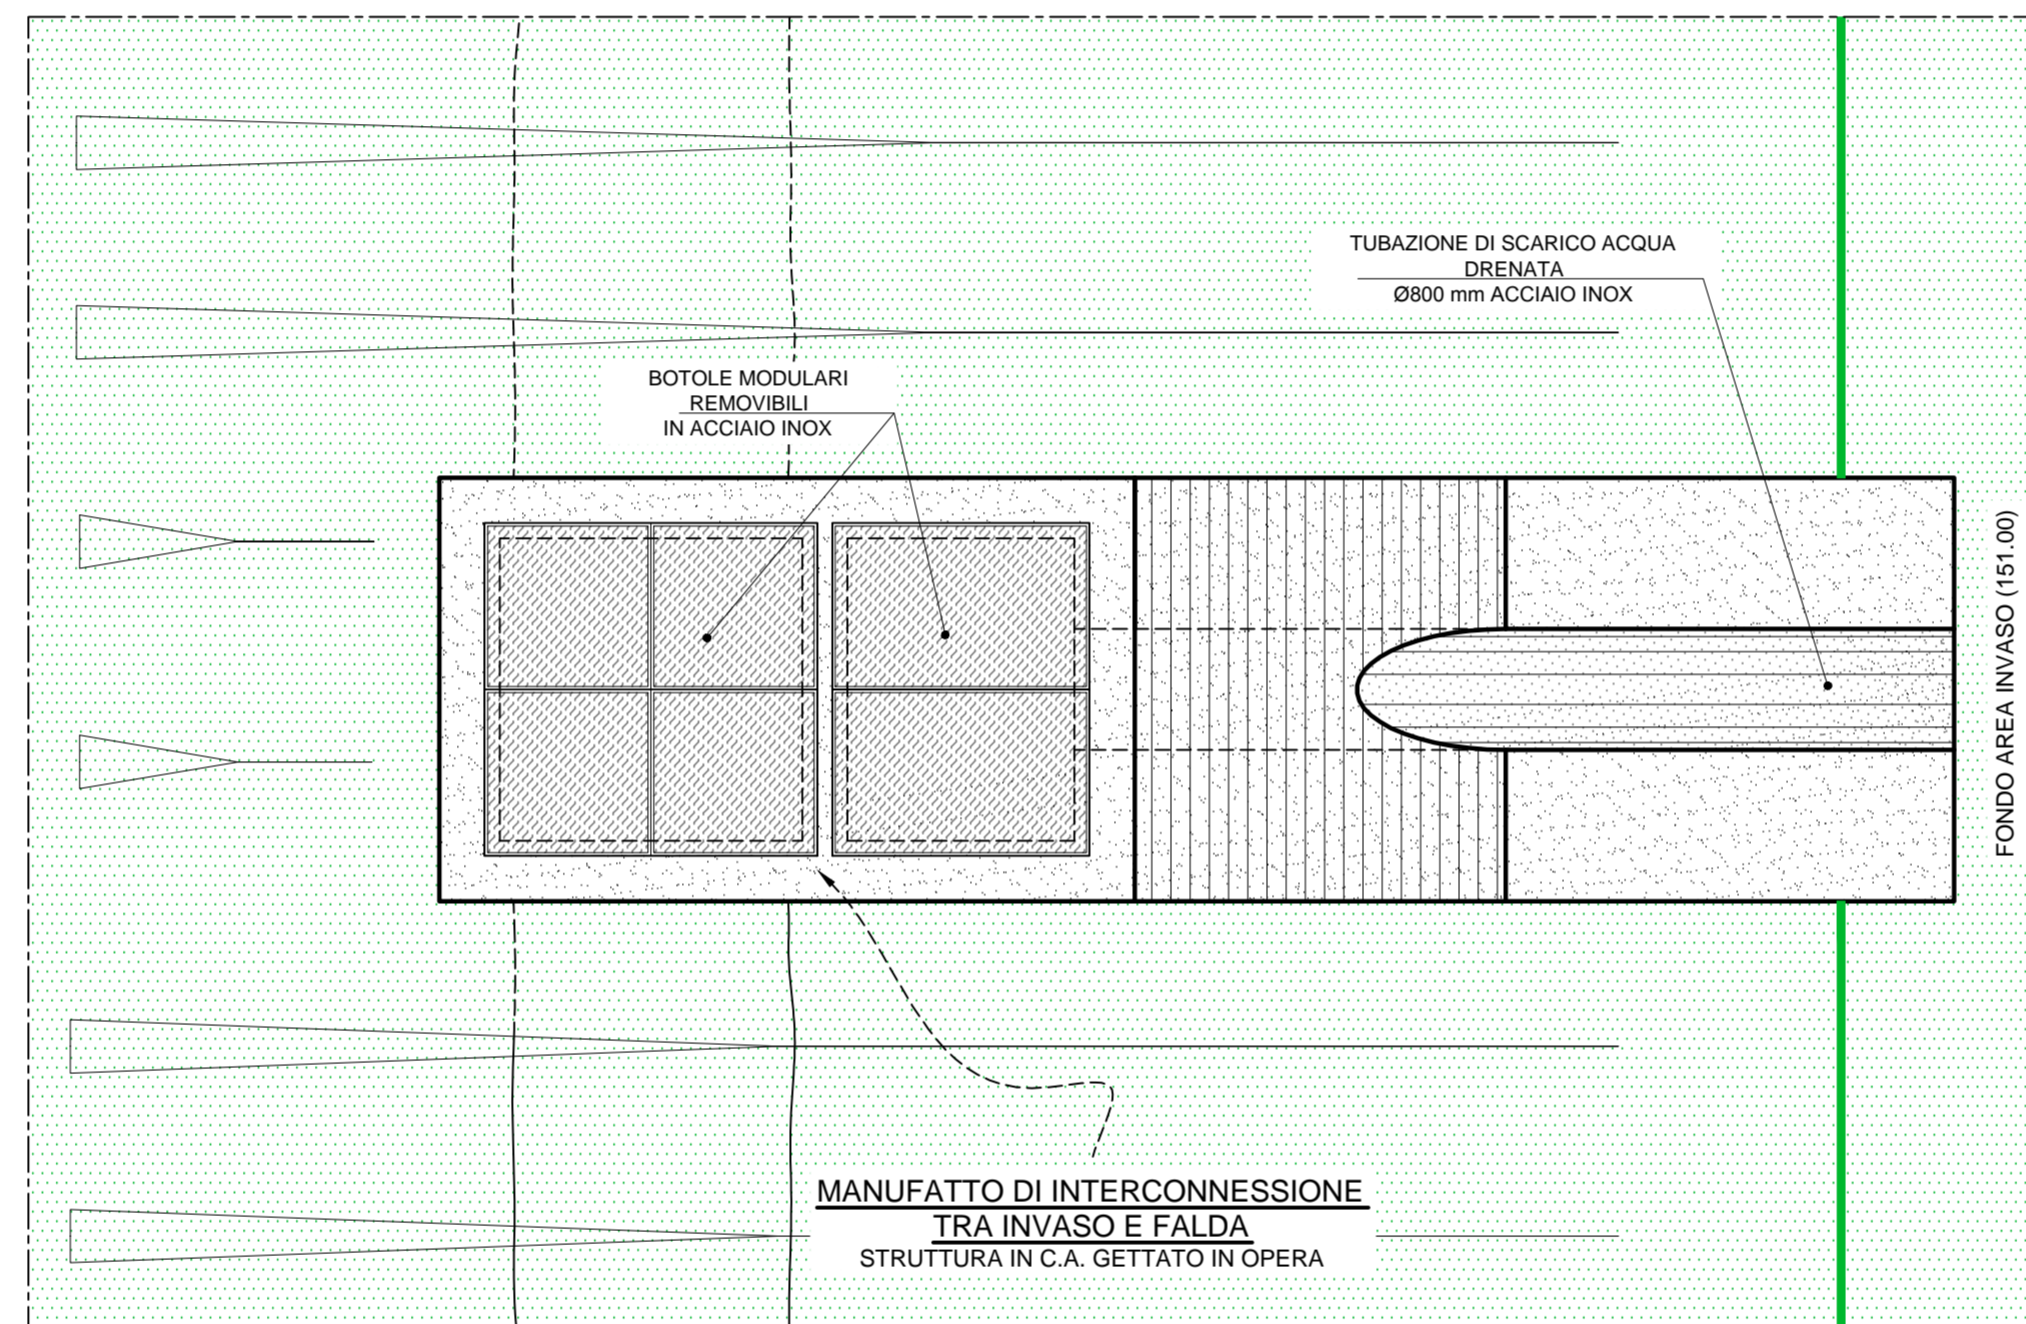 TUBAZIONE DI SCARICO ACQUA
DRENATA
Ø800 mm ACCIAIO INOX
BOTOLE MODULARI
REMOVIBILI
IN ACCIAIO INOX
FONDO AREA INVASO (151.00)
MANUFATTO DI INTERCONNESSIONE
TRA INVASO E FALDA
STRUTTURA IN C.A. GETTATO IN OPERA